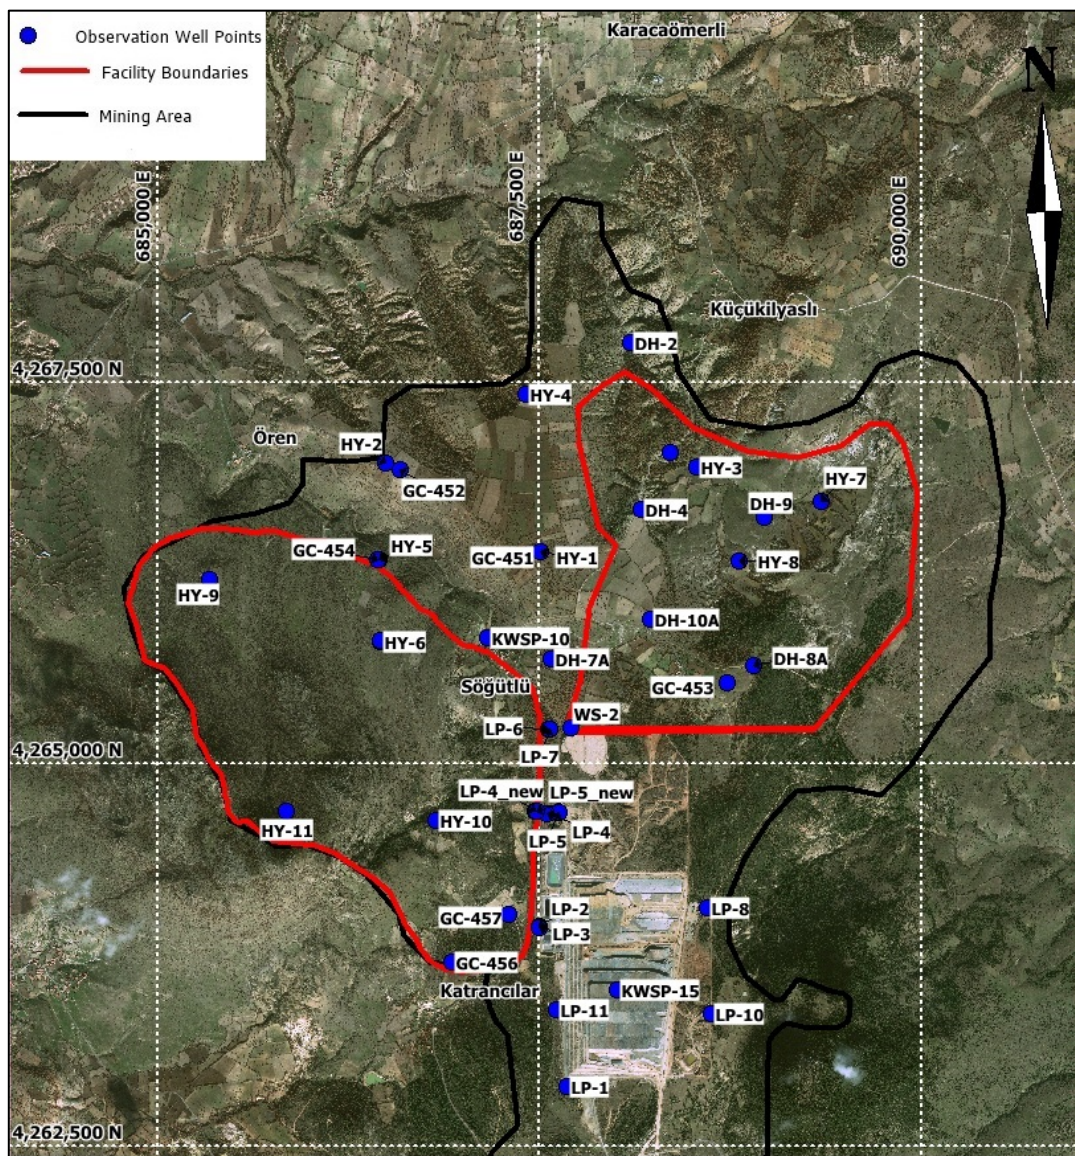 Observation Well Points
Facility Boundaries
Mining Area
Karacaömerli
N
685,000 E
687,500 E
690,000 E
Küçükilyaslı
DH-2
4,267,500 N
HY-4
Ören
HY-2
GC-452
HY-3
HY-7
DH-9
DH-4
GC-454
HY-5
GC-451
HY-1
HY-8
HY-9
DH-10A
KWSP-10
HY-6
DH-7A
DH-8A
GC-453
Söğütlü
WS-2
LP-6
LP-7
4,265,000 N
LP-4_new
LP-5_new
HY-11
HY-10
LP-5
LP-4
GC-457
LP-2
LP-8
LP-3
GC-456
Katrancılar
KWSP-15
LP-11
LP-10
LP-1
4,262,500 N